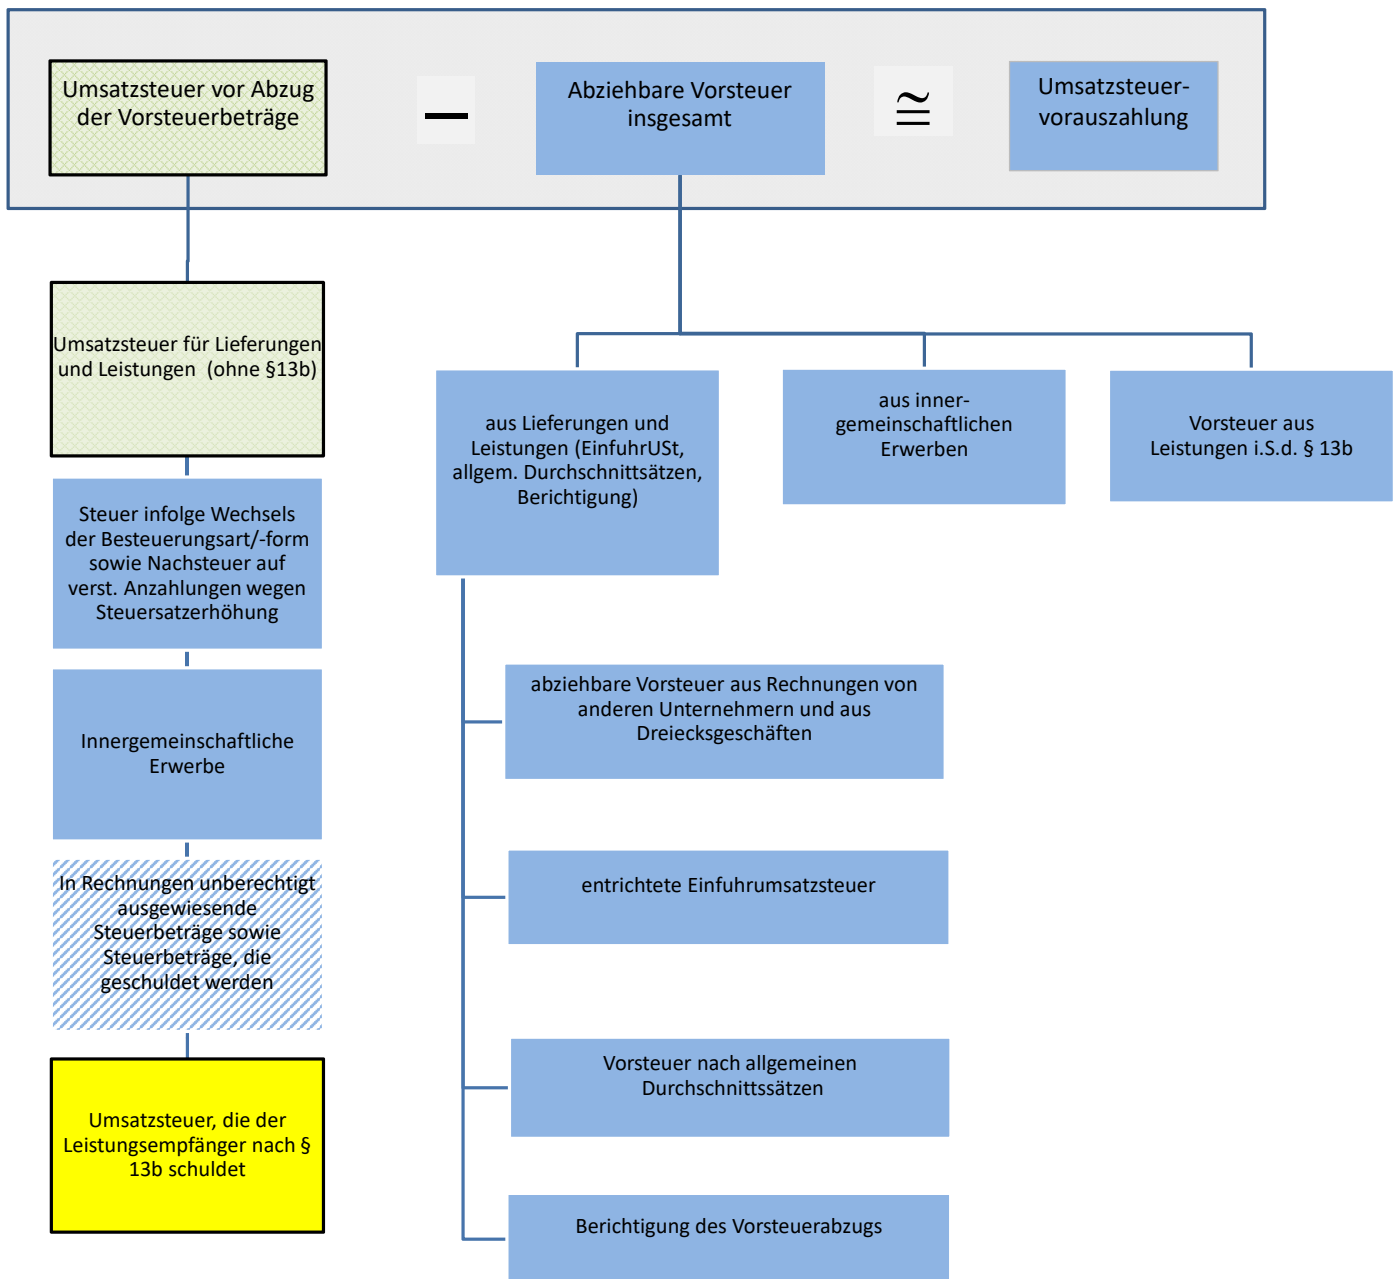 Umsatzsteuer vor Abzug
der Vorsteuerbeträge
—
Abziehbare Vorsteuer
insgesamt
≅
Umsatzsteuer-
vorauszahlung
Umsatzsteuer für Lieferungen
und Leistungen (ohne §13b)
Steuer infolge Wechsels
der Besteuerungsart/-form
sowie Nachsteuer auf
verst. Anzahlungen wegen
Steuersatzerhöhung
Innergemeinschaftliche
Erwerbe
In Rechnungen unberechtigt
ausgewiesende
Steuerbeträge sowie
Steuerbeträge, die
geschuldet werden
Umsatzsteuer, die der
Leistungsempfänger nach §
13b schuldet
aus Lieferungen und
Leistungen (EinfuhrUSt,
allgem. Durchschnittsätzen,
Berichtigung)
aus inner-
gemeinschaftlichen
Erwerben
Vorsteuer aus
Leistungen i.S.d. § 13b
abziehbare Vorsteuer aus Rechnungen von
anderen Unternehmern und aus
Dreiecksgeschäften
entrichtete Einfuhrumsatzsteuer
Vorsteuer nach allgemeinen
Durchschnittssätzen
Berichtigung des Vorsteuerabzugs